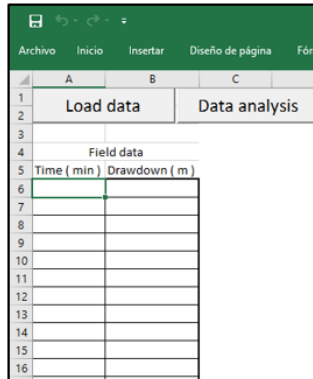 Archivo Inicio Insertar Diseño de página Fór
A B C
1
Load data Data analysis
2
3
4 Field data
5 Time ( min ) Drawdown ( m )
6
7
8
9
10
11
12
13
14
15
16